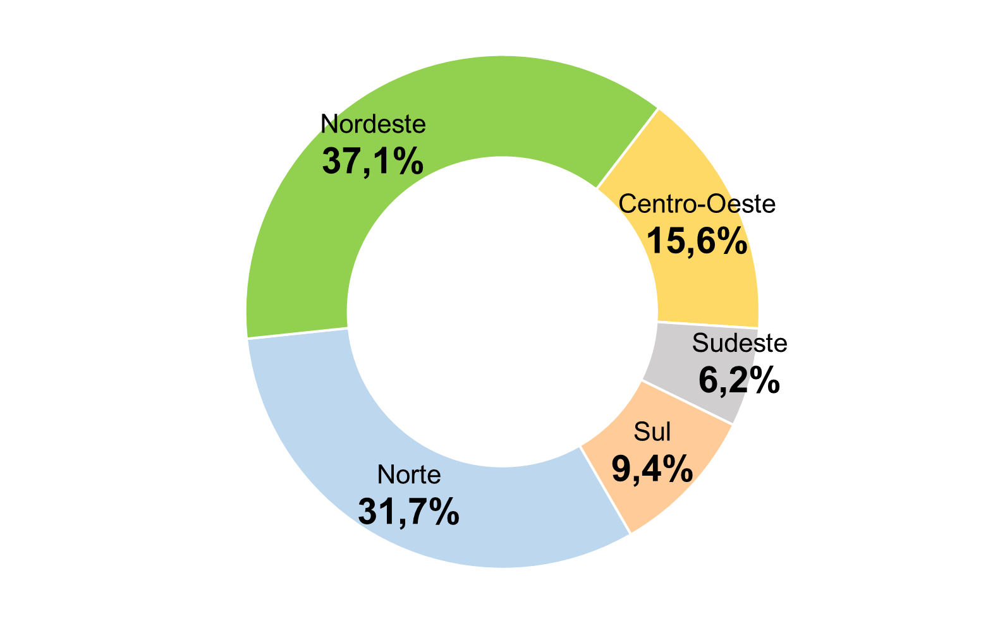 Nordeste
37,1%
Centro-Oeste
15,6%
Sudeste
6,2%
Sul
9,4%
Norte
31,7%